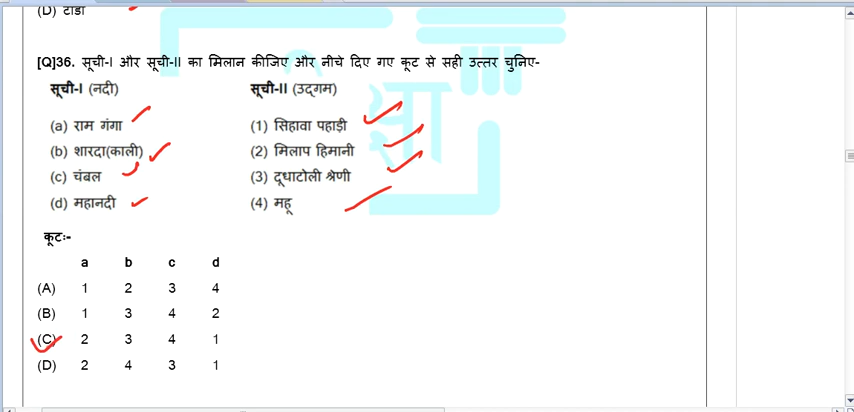 (D) टांडा
[Q]36. सूची-I और सूची-II का मिलान कीजिए और नीचे दिए गए कूट से सही उत्तर चुनिए-
सूची-I (नदी) सूची-II (उद्गम)
(a) राम गंगा (1) सिहावा पहाड़ी
(b) शारदा(काली) (2) मिलाप हिमानी
(c) चंबल (3) दूधाटोली श्रेणी
(d) महानदी (4) महू
कूटः-
a b c d
(A) 1 2 3 4
(B) 1 3 4 2
(C) 2 3 4 1
(D) 2 4 3 1